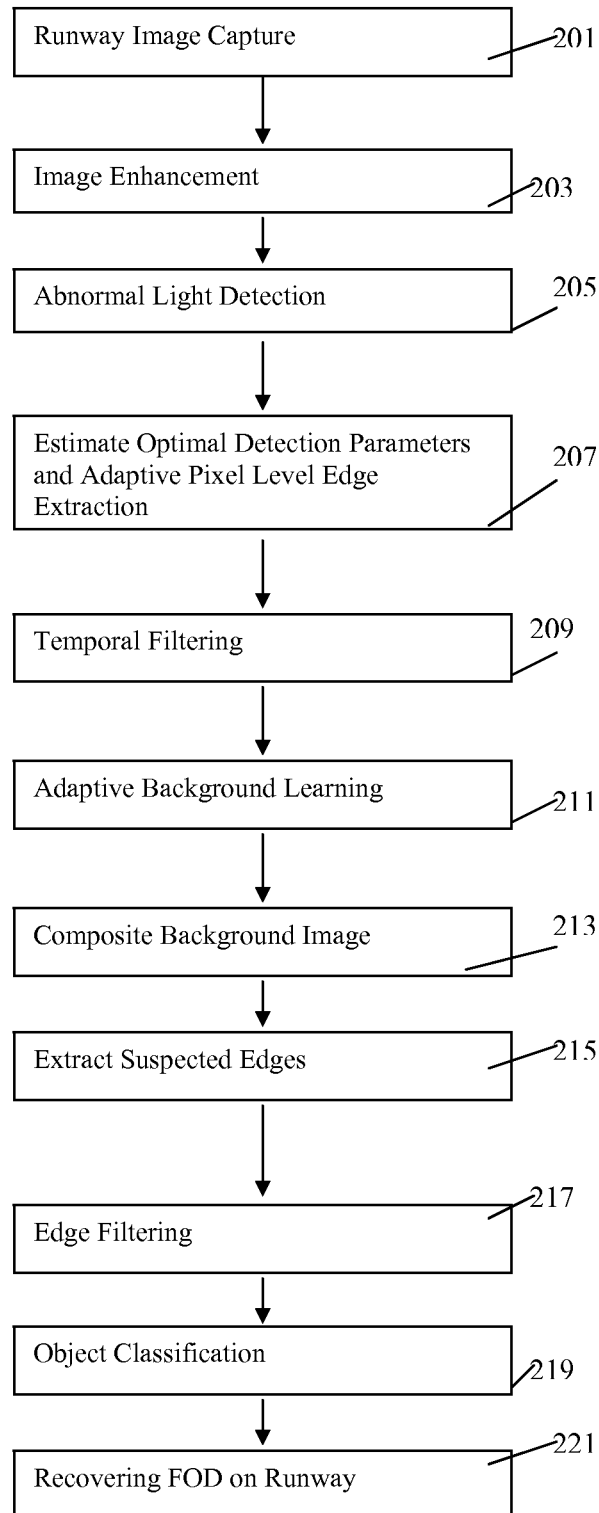 Runway Image Capture
201
Image Enhancement
203
Abnormal Light Detection
205
Estimate Optimal Detection Parameters
and Adaptive Pixel Level Edge
Extraction
207
Temporal Filtering
209
Adaptive Background Learning
211
Composite Background Image
213
Extract Suspected Edges
215
Edge Filtering
217
Object Classification
219
Recovering FOD on Runway
221